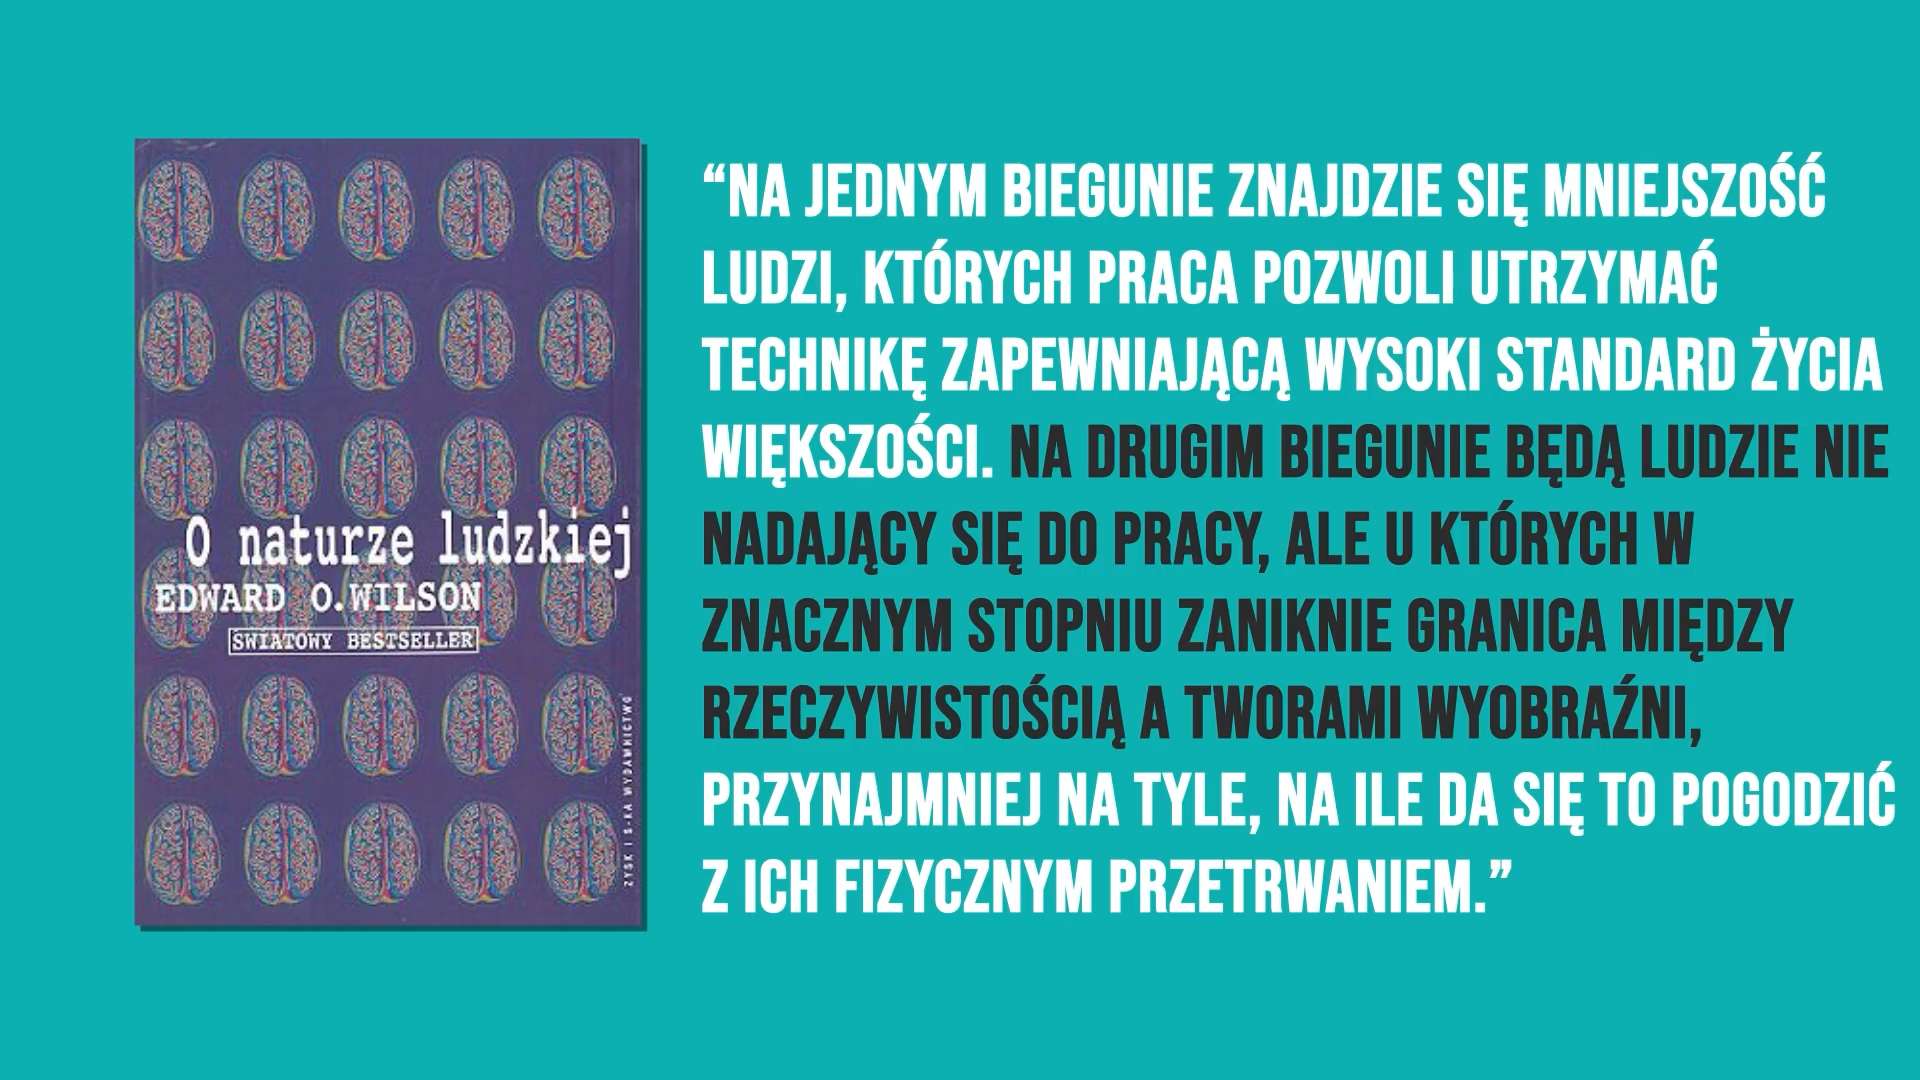 O naturze ludzkiej
EDWARD O.WILSON
ŚWIATOWY BESTSELLER
ZYSK I S-KA WYDAWNICTWO
“NA JEDNYM BIEGUNIE ZNAJDZIE SIĘ MNIEJSZOŚĆ
LUDZI, KTÓRYCH PRACA POZWOLI UTRZYMAĆ
TECHNIKĘ ZAPEWNIAJĄCĄ WYSOKI STANDARD ŻYCIA
WIĘKSZOŚCI. NA DRUGIM BIEGUNIE BĘDĄ LUDZIE NIE
NADAJĄCY SIĘ DO PRACY, ALE U KTÓRYCH W
ZNACZNYM STOPNIU ZANIKNIE GRANICA MIĘDZY
RZECZYWISTOŚCIĄ A TWORAMI WYOBRAŹNI,
PRZYNAJMNIEJ NA TYLE, NA ILE DA SIĘ TO POGODZIĆ
Z ICH FIZYCZNYM PRZETRWANIEM.”